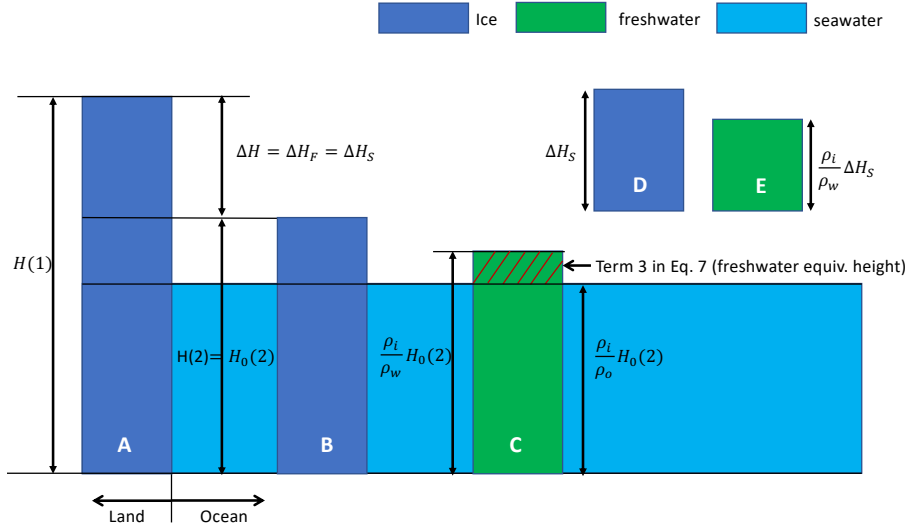 Ice freshwater seawater
ΔH = ΔH_F = ΔH_S
ΔH_S
D
E
ρ_i/ρ_w ΔH_S
H(1)
Term 3 in Eq. 7 (freshwater equiv. height)
H(2)= H_0(2)
ρ_i/ρ_w H_0(2)
ρ_i/ρ_o H_0(2)
A
B
C
Land Ocean